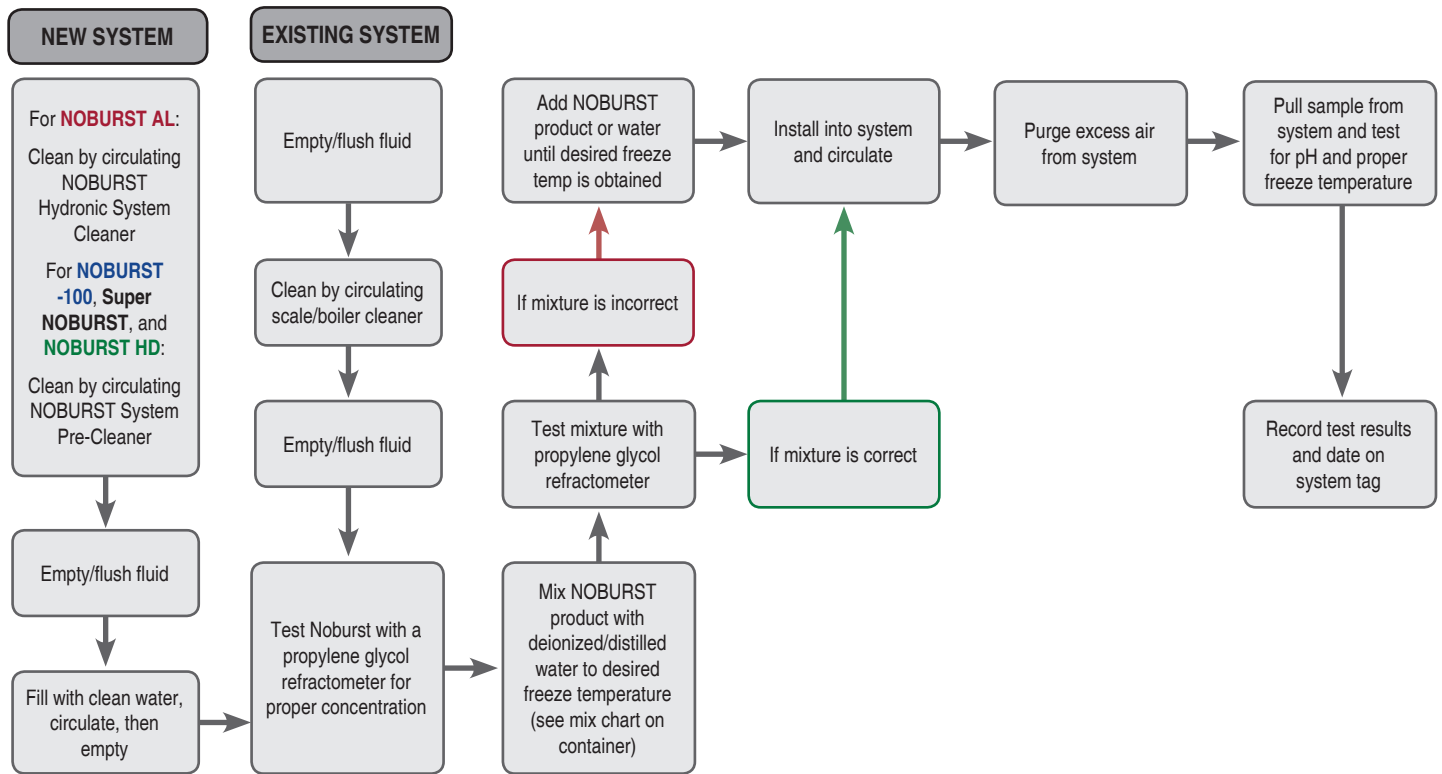 NEW SYSTEM
For NOBURST AL:
Clean by circulating
NOBURST
Hydronic System
Cleaner
For NOBURST
-100, Super
NOBURST, and
NOBURST HD:
Clean by circulating
NOBURST System
Pre-Cleaner
Empty/flush fluid
Fill with clean water,
circulate, then
empty
EXISTING SYSTEM
Empty/flush fluid
Clean by circulating
scale/boiler cleaner
Empty/flush fluid
Test Noburst with a
propylene glycol
refractometer for
proper concentration
Mix NOBURST
product with
deionized/distilled
water to desired
freeze temperature
(see mix chart on
container)
Test mixture with
propylene glycol
refractometer
If mixture is incorrect
Add NOBURST
product or water
until desired freeze
temp is obtained
If mixture is correct
Install into system
and circulate
Purge excess air
from system
Pull sample from
system and test
for pH and proper
freeze temperature
Record test results
and date on
system tag